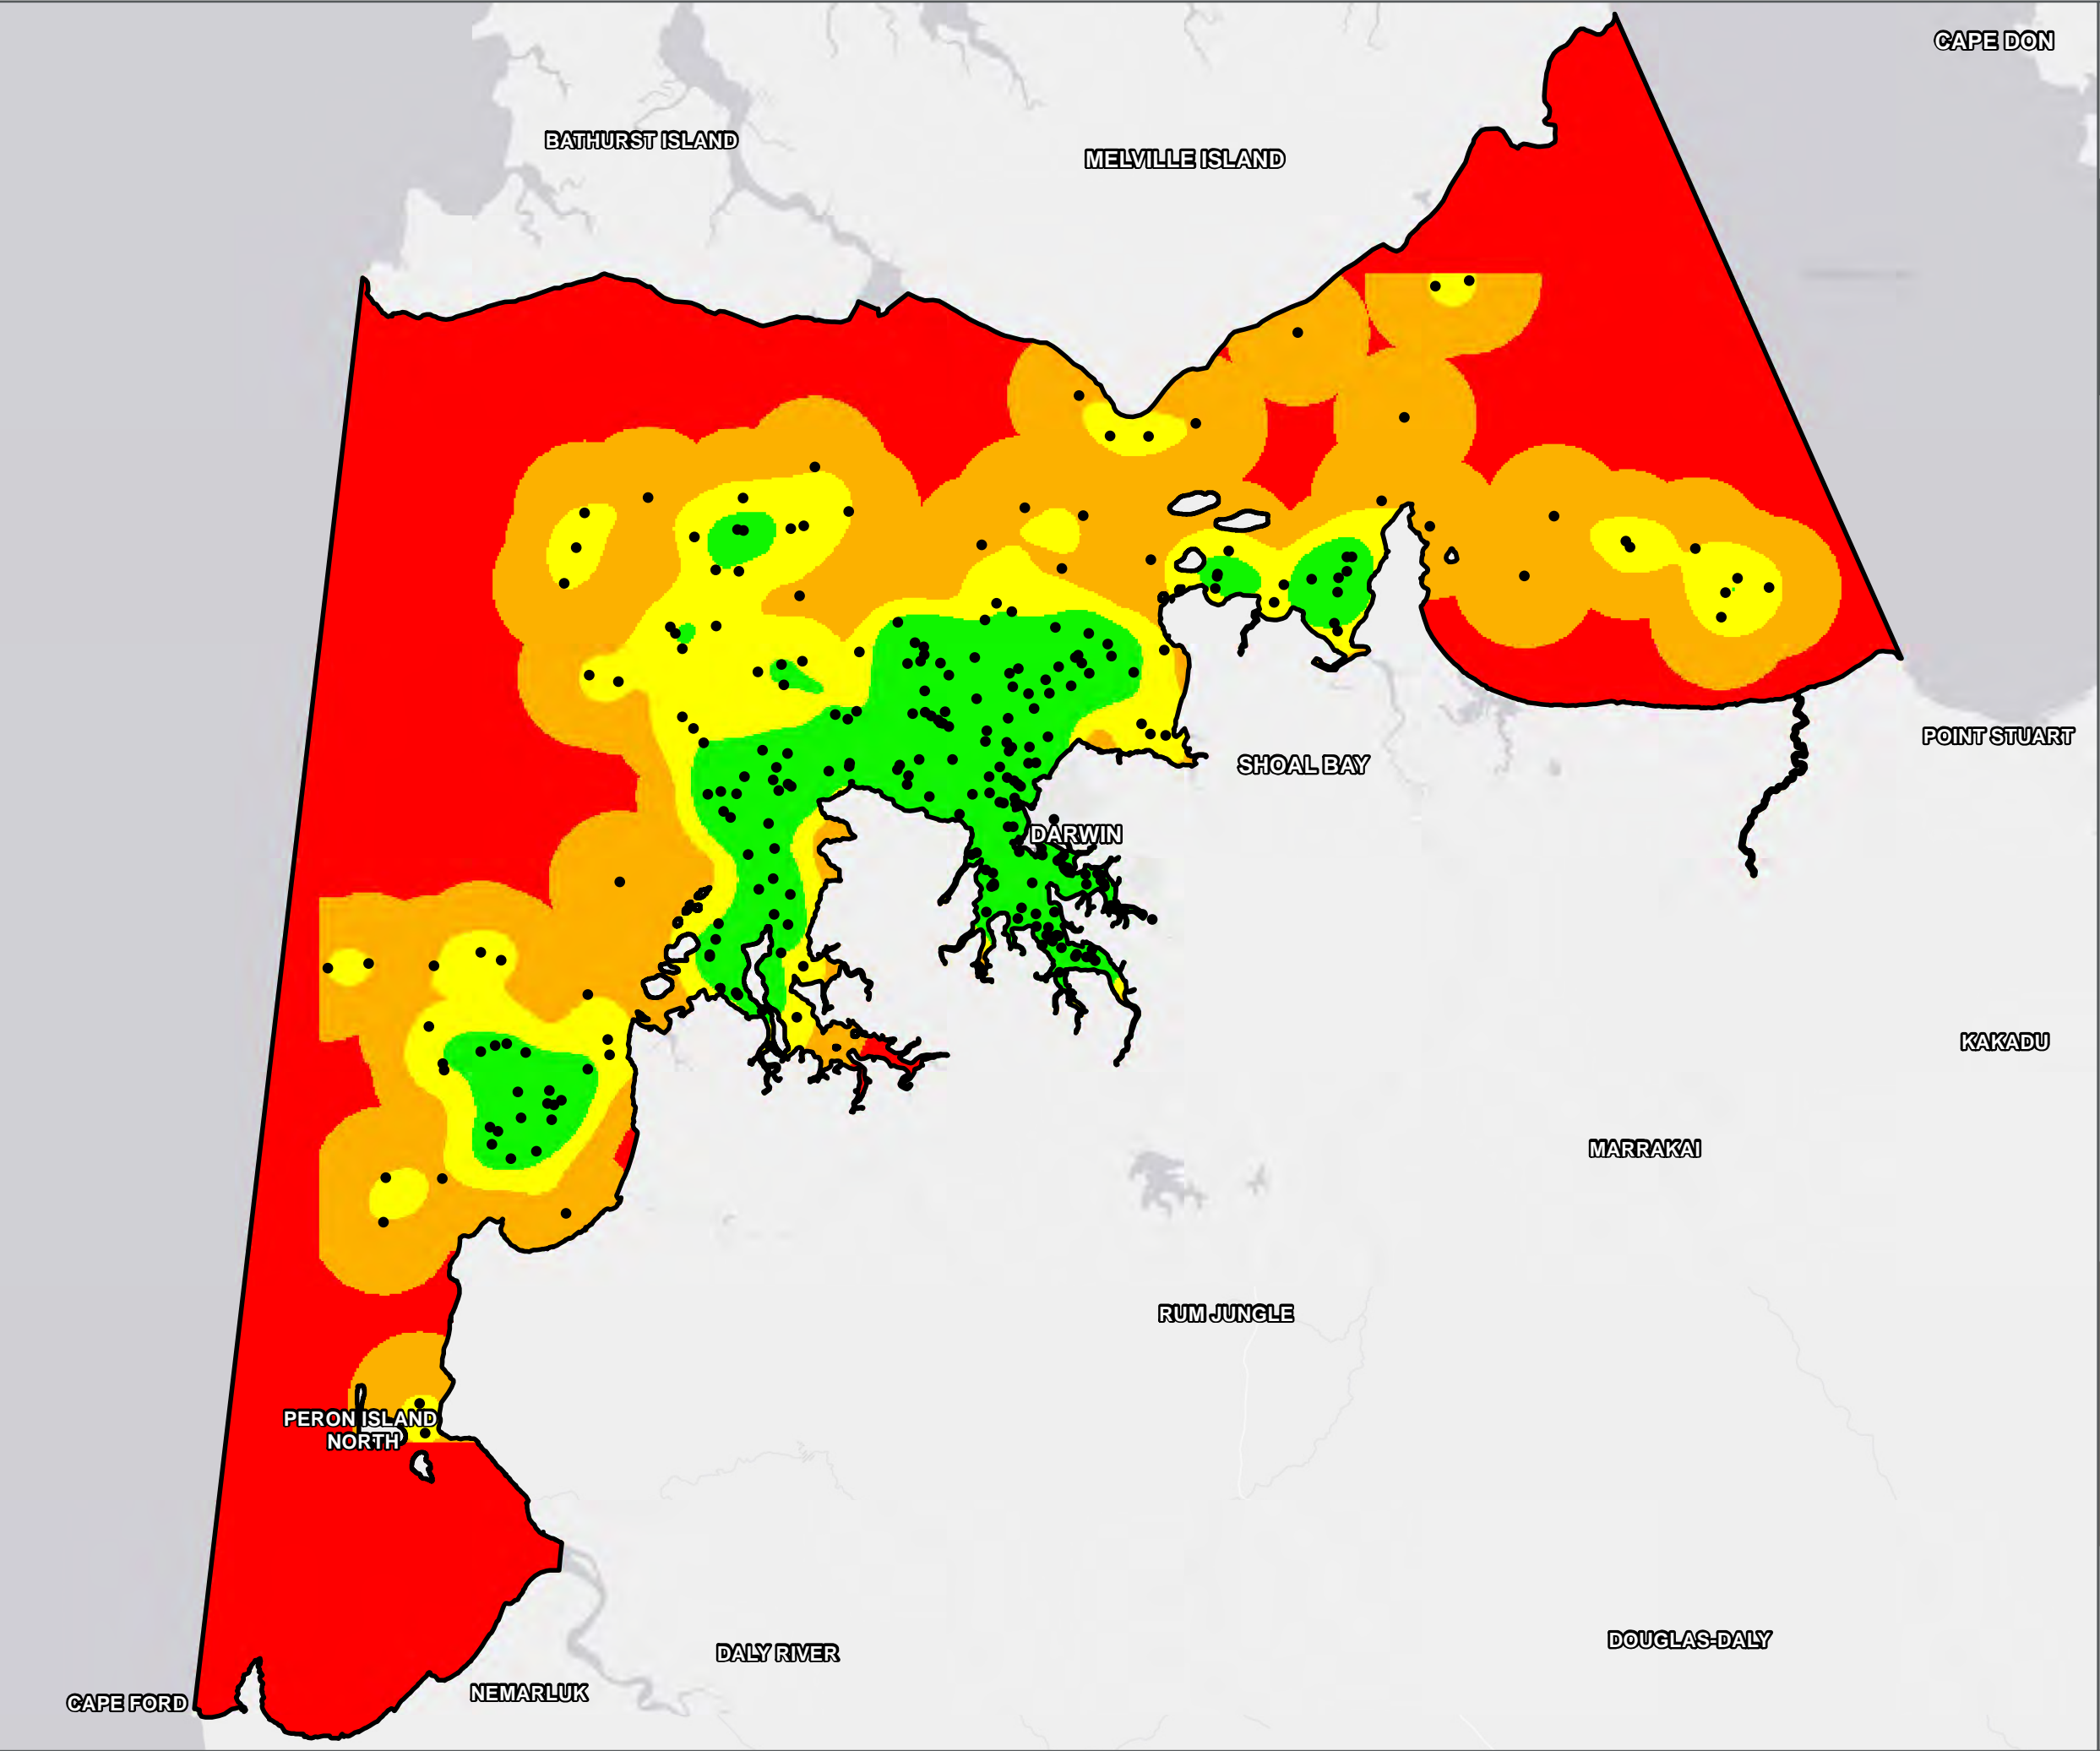 CAPE DON
BATHURST ISLAND
MELVILLE ISLAND
POINT STUART
SHOAL BAY
DARWIN
KAKADU
MARRAKAI
RUM JUNGLE
PERON ISLAND
NORTH
DOUGLAS-DALY
DALY RIVER
NEMARLUK
CAPE FORD